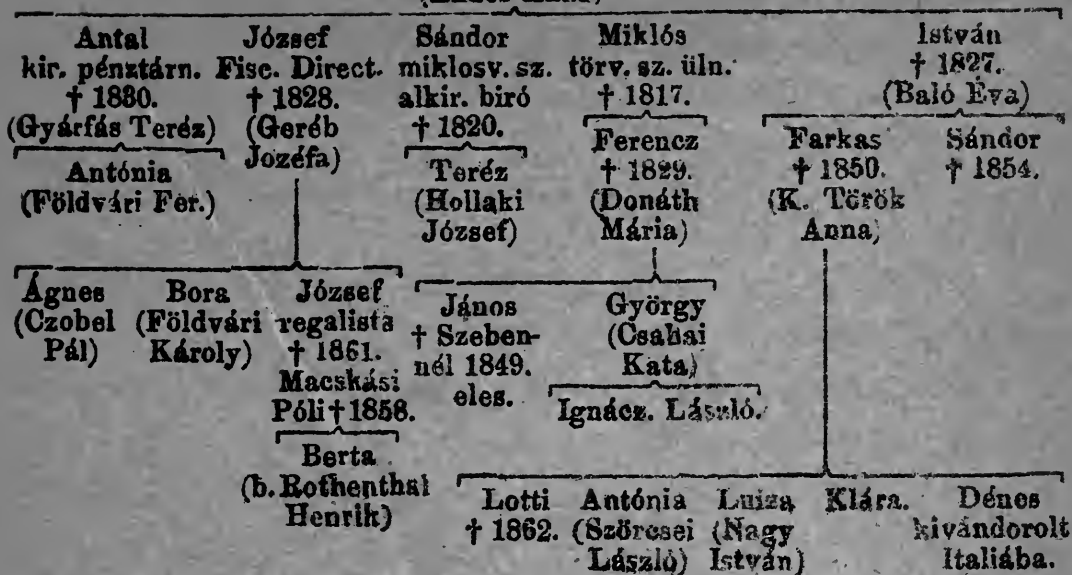 Antal József Sándor Miklós István
kir. pénztárn. Fisc. Direct. miklosv. sz. törv. sz. üln. † 1827.
† 1830. † 1828. alkir. biró † 1817. (Baló Éva)
(Gyárfás Teréz) (Geréb † 1820. Ferencz Farkas Sándor
Antónia Jozéfa) Teréz † 1829. † 1850. † 1854.
(Földvári Fer.) (Hollaki (Donáth (K. Török
József) Mária) Anna)
Ágnes Bora József János György
(Czobel (Földvári regalista † Szeben- (Csabai
Pál) Károly) † 1861. nél 1849. Kata)
Macskási eles. Ignácz. László.
Póli † 1858.
Berta
(b. Rothenthal Lotti Antónia Luiza Klára. Dénes
Henrik) † 1862. (Szörcsei (Nagy kivándorolt
László) István) Italiába.